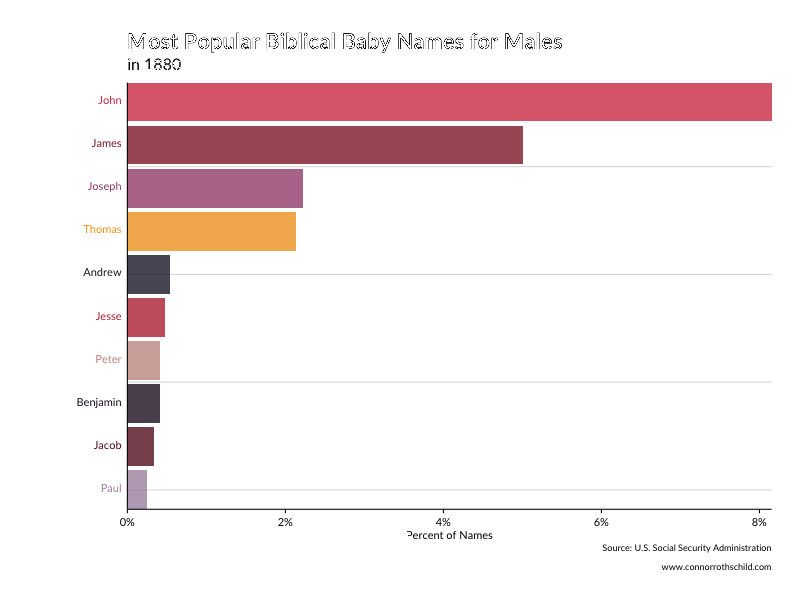 Most Popular Biblical Baby Names for Males
in 1880
John
James
Joseph
Thomas
Andrew
Jesse
Peter
Benjamin
Jacob
Paul
0% 2% 4% 6% 8%
Percent of Names
Source: U.S. Social Security Administration
www.connorrothschild.com